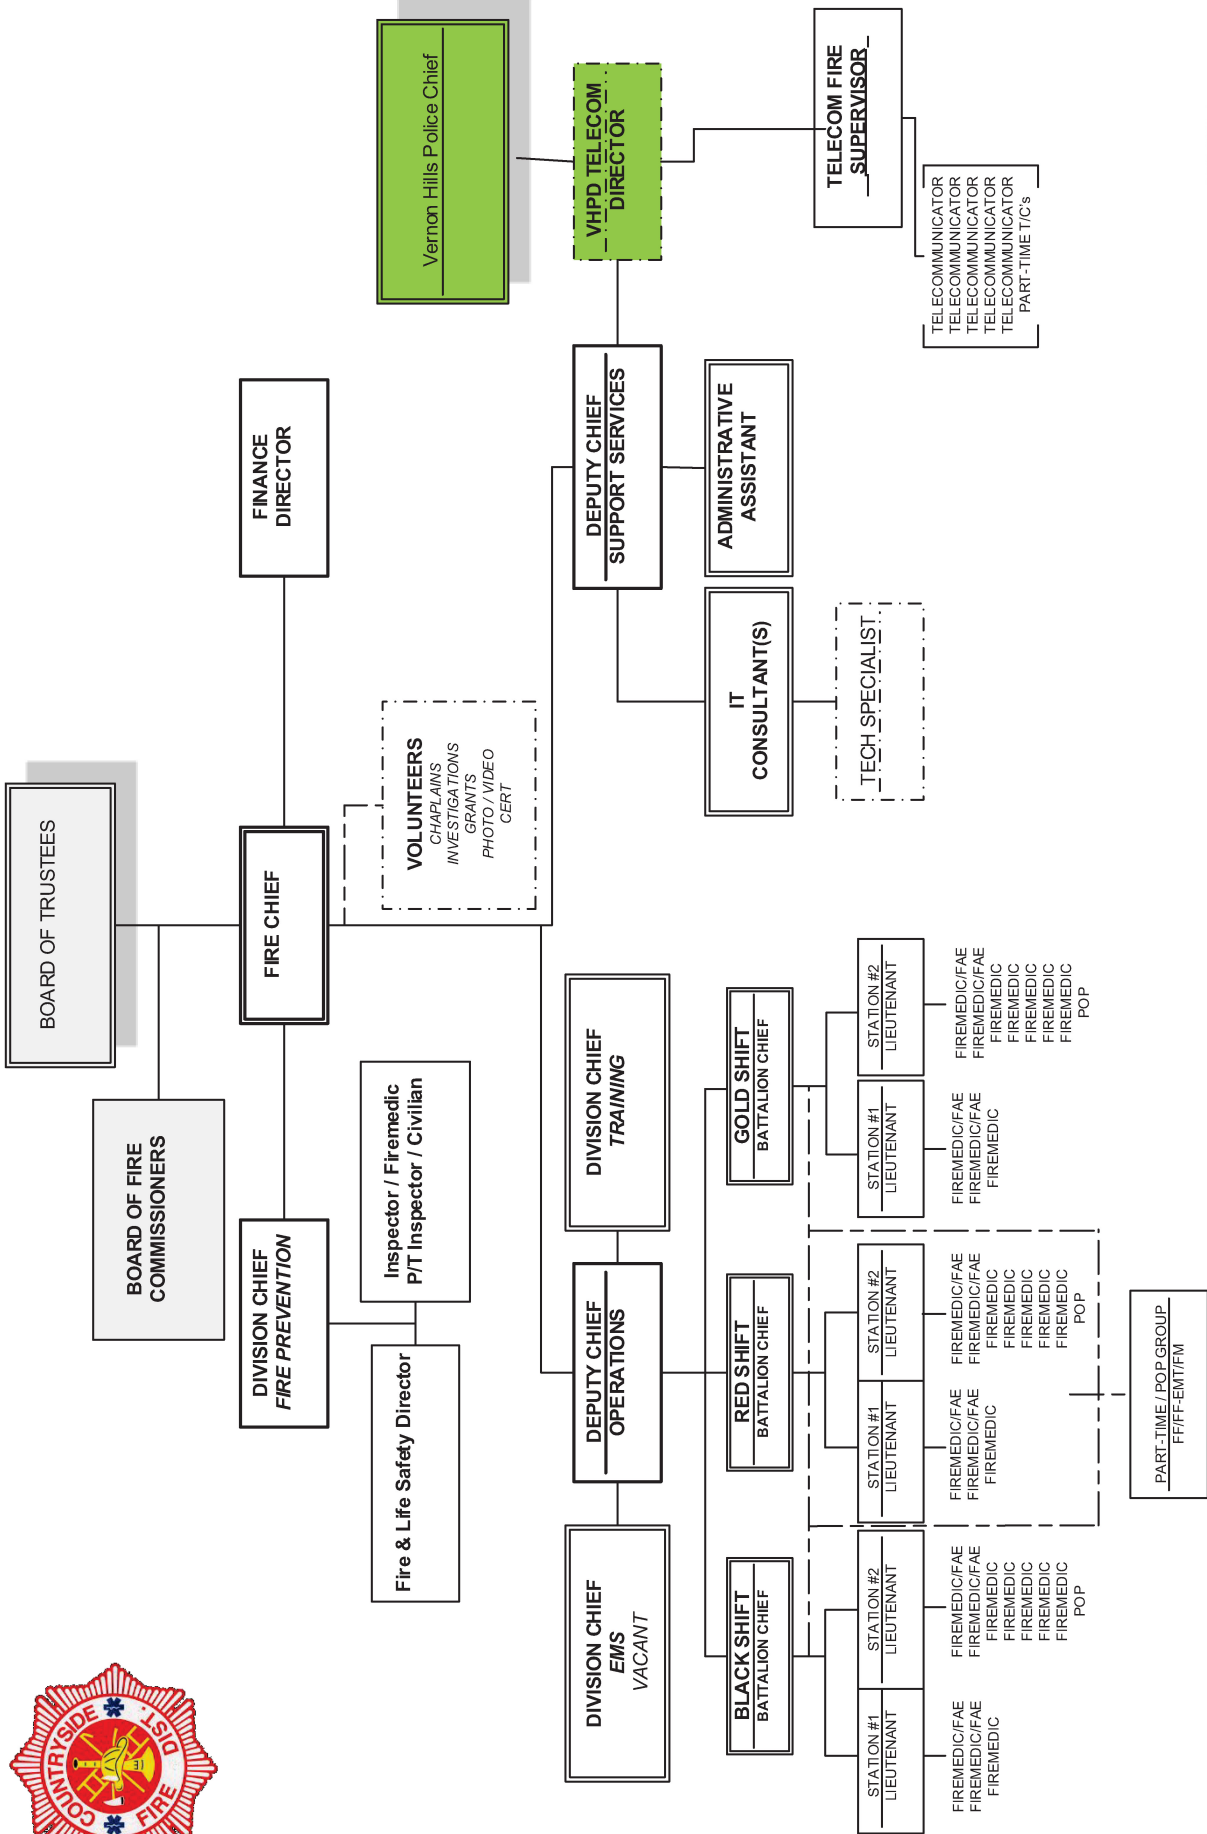 COUNTRYSIDE
FIRE
DIST.
BOARD OF TRUSTEES
BOARD OF FIRE
COMMISSIONERS
FIRE CHIEF
DIVISION CHIEF
FIRE PREVENTION
FINANCE
DIRECTOR
Fire & Life Safety Director
Inspector / Firemedic
P/T Inspector / Civilian
VOLUNTEERS
CHAPLAINS
INVESTIGATIONS
GRANTS
PHOTO / VIDEO
CERT
Vernon Hills Police Chief
DIVISION CHIEF
EMS
VACANT
DEPUTY CHIEF
OPERATIONS
DIVISION CHIEF
TRAINING
DEPUTY CHIEF
SUPPORT SERVICES
VHPD TELECOM
DIRECTOR
BLACK SHIFT
BATTALION CHIEF
RED SHIFT
BATTALION CHIEF
GOLD SHIFT
BATTALION CHIEF
IT
CONSULTANT(S)
ADMINISTRATIVE
ASSISTANT
TELECOM FIRE
SUPERVISOR
TECH SPECIALIST
STATION #1
LIEUTENANT
STATION #2
LIEUTENANT
STATION #1
LIEUTENANT
STATION #2
LIEUTENANT
STATION #1
LIEUTENANT
STATION #2
LIEUTENANT
FIREMEDIC/FAE
FIREMEDIC/FAE
FIREMEDIC
FIREMEDIC/FAE
FIREMEDIC/FAE
FIREMEDIC
FIREMEDIC
FIREMEDIC
FIREMEDIC
FIREMEDIC
POP
FIREMEDIC/FAE
FIREMEDIC/FAE
FIREMEDIC
FIREMEDIC/FAE
FIREMEDIC/FAE
FIREMEDIC
FIREMEDIC
FIREMEDIC
FIREMEDIC
FIREMEDIC
POP
FIREMEDIC/FAE
FIREMEDIC/FAE
FIREMEDIC
FIREMEDIC/FAE
FIREMEDIC/FAE
FIREMEDIC
FIREMEDIC
FIREMEDIC
FIREMEDIC
FIREMEDIC
POP
TELECOMMUNICATOR
TELECOMMUNICATOR
TELECOMMUNICATOR
TELECOMMUNICATOR
TELECOMMUNICATOR
PART-TIME T/C's
PART-TIME / POP GROUP
FF/FF-EMT/FM